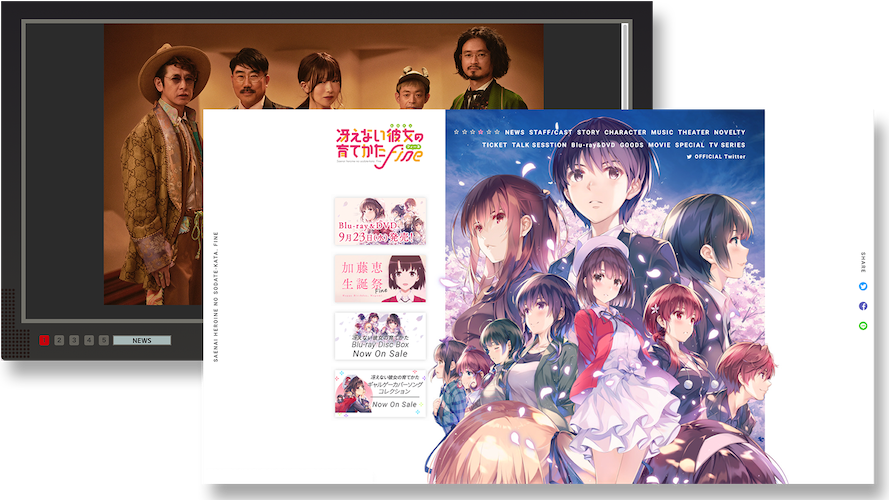 冴えない彼女の
育てかた fine
NEWS STAFF/CAST STORY CHARACTER MUSIC THEATER NOVELTY
TICKET TALK SESSTION Blu-ray&DVD GOODS MOVIE SPECIAL TV SERIES
OFFICIAL Twitter
Blu-ray&DVD
9月23日(水)発売!
加藤恵
生誕祭
Fine
冴えない彼女の育てかた
Blu-ray Disc Box
Now On Sale
冴えない彼女の育てかた
ギャルゲーカバーソング
コレクション
Now On Sale
SAENAI HEROINE NO SODATE-KATA. FINE
SHARE
1 2 3 4 5 NEWS